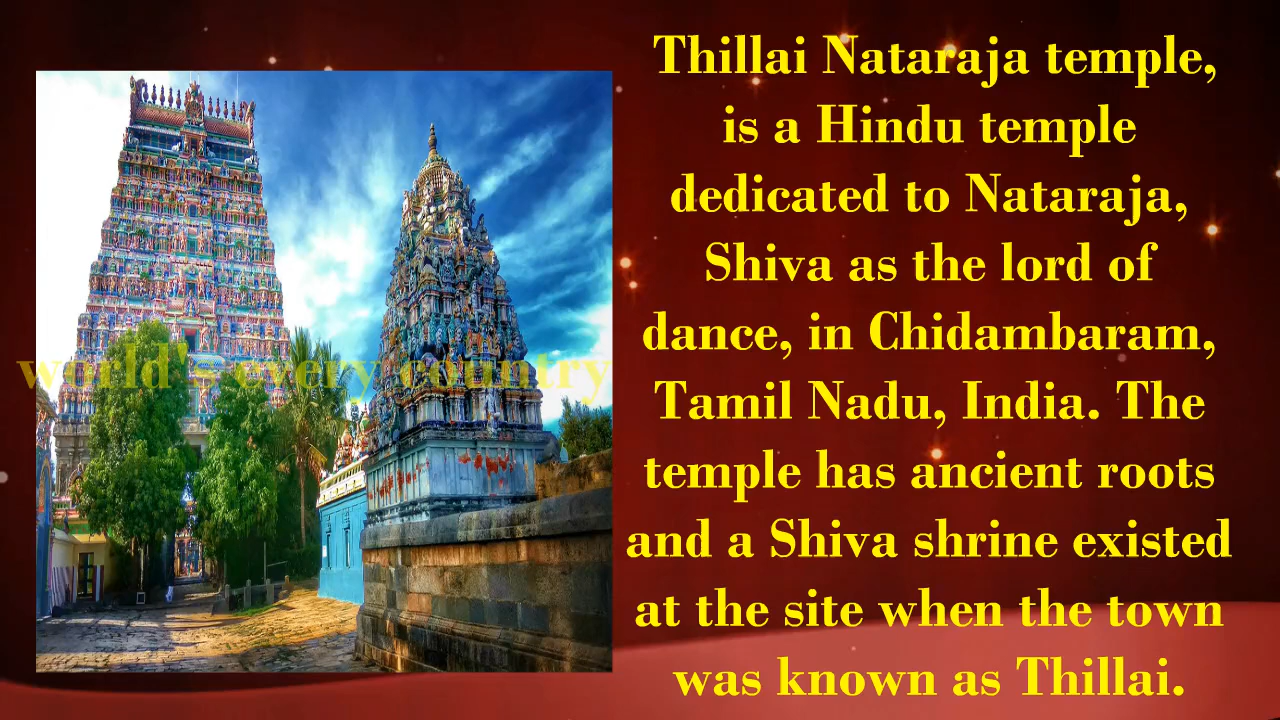 Thillai Nataraja temple,
is a Hindu temple
dedicated to Nataraja,
Shiva as the lord of
dance, in Chidambaram,
Tamil Nadu, India. The
temple has ancient roots
and a Shiva shrine existed
at the site when the town
was known as Thillai.
world's every country